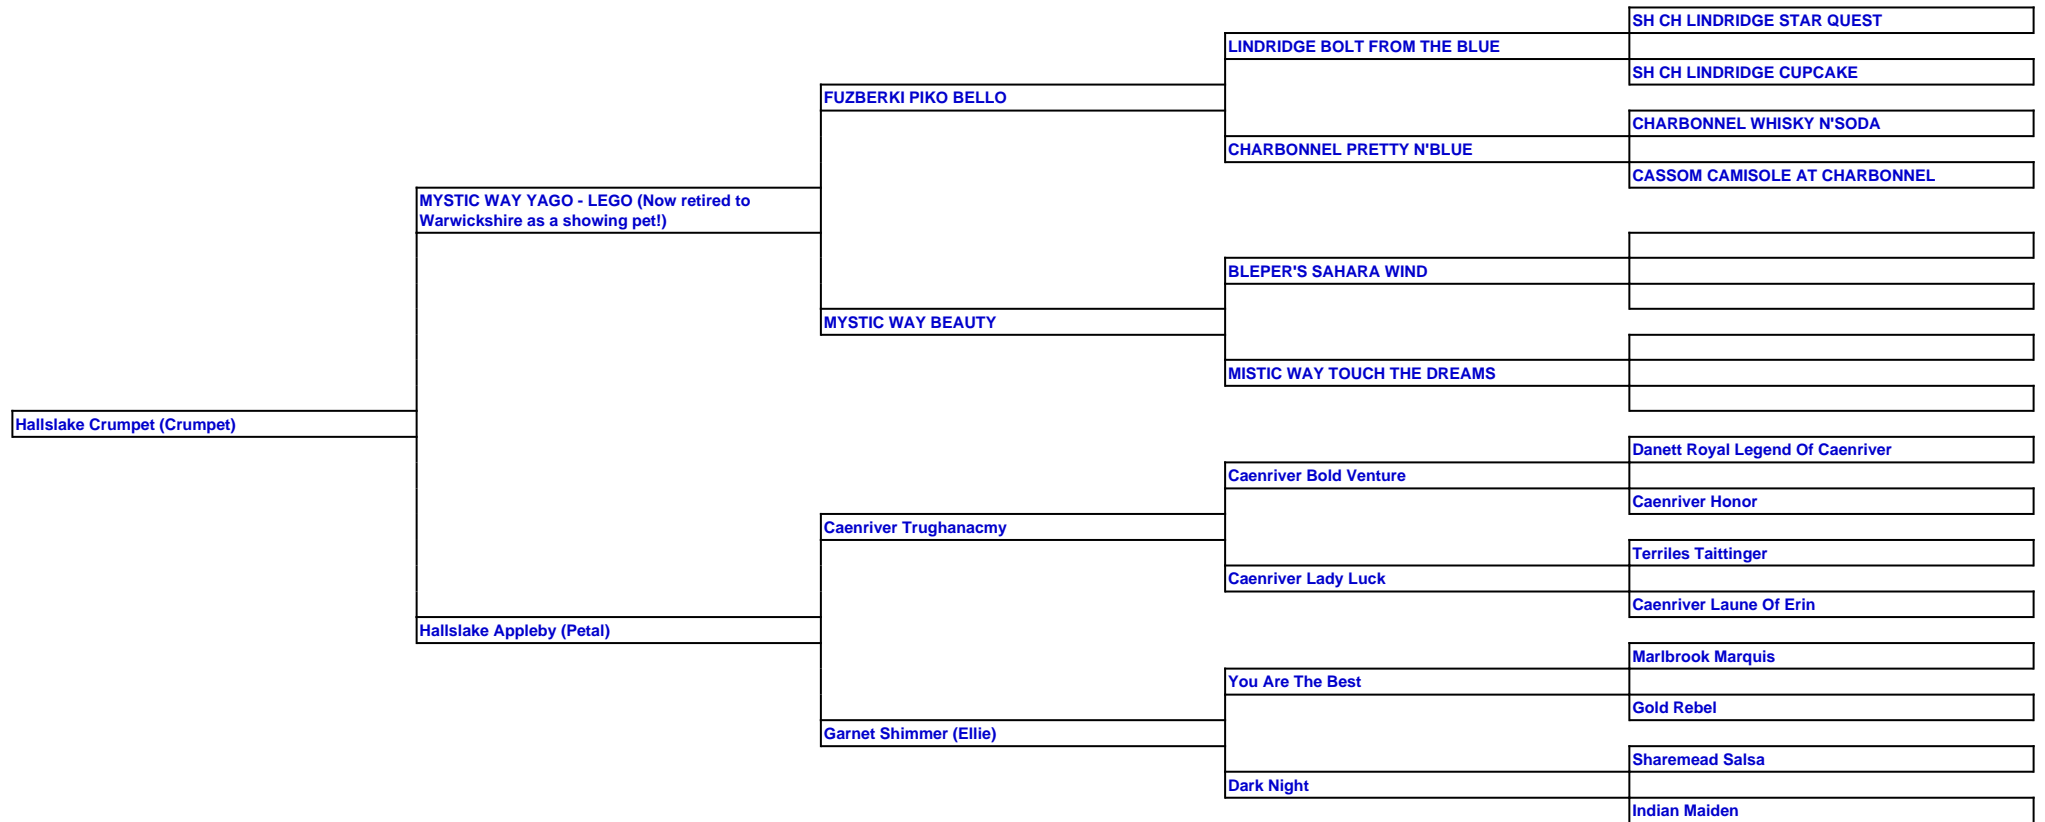 SH CH LINDRIDGE STAR QUEST
LINDRIDGE BOLT FROM THE BLUE
SH CH LINDRIDGE CUPCAKE
FUZBERKI PIKO BELLO
CHARBONNEL WHISKY N'SODA
CHARBONNEL PRETTY N'BLUE
CASSOM CAMISOLE AT CHARBONNEL
MYSTIC WAY YAGO - LEGO (Now retired to
Warwickshire as a showing pet!)
BLEPER'S SAHARA WIND
MYSTIC WAY BEAUTY
MISTIC WAY TOUCH THE DREAMS
Hallslake Crumpet (Crumpet)
Danett Royal Legend Of Caenriver
Caenriver Bold Venture
Caenriver Honor
Caenriver Trughanacmy
Terriles Taittinger
Caenriver Lady Luck
Caenriver Laune Of Erin
Hallslake Appleby (Petal)
Marlbrook Marquis
You Are The Best
Gold Rebel
Garnet Shimmer (Ellie)
Sharemead Salsa
Dark Night
Indian Maiden